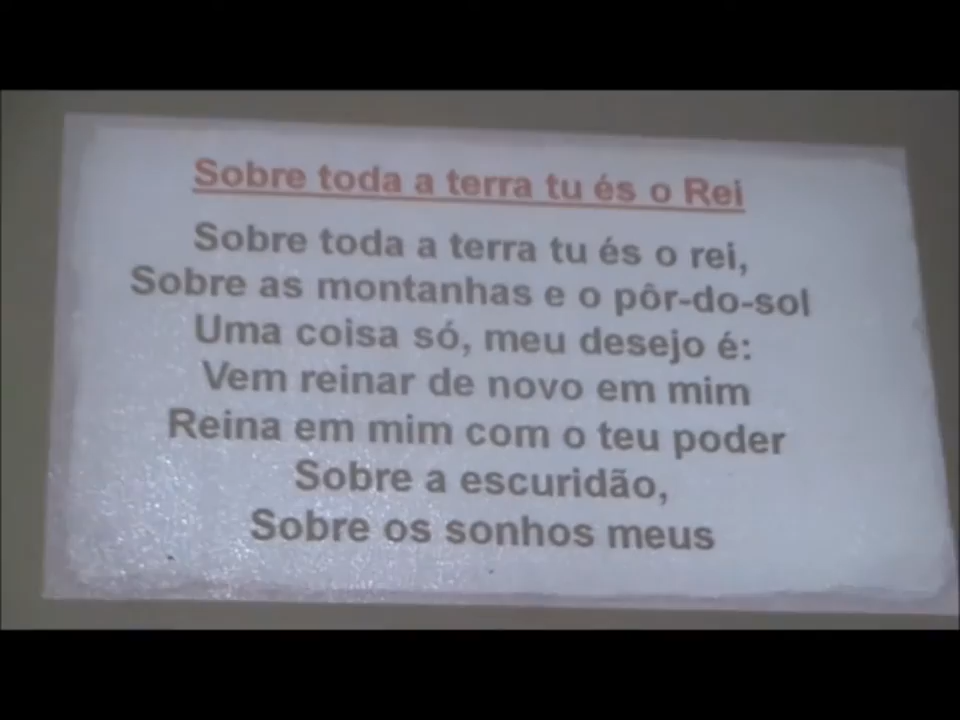 Sobre toda a terra tu és o Rei
Sobre toda a terra tu és o rei,
Sobre as montanhas e o pôr-do-sol
Uma coisa só, meu desejo é:
Vem reinar de novo em mim
Reina em mim com o teu poder
Sobre a escuridão,
Sobre os sonhos meus